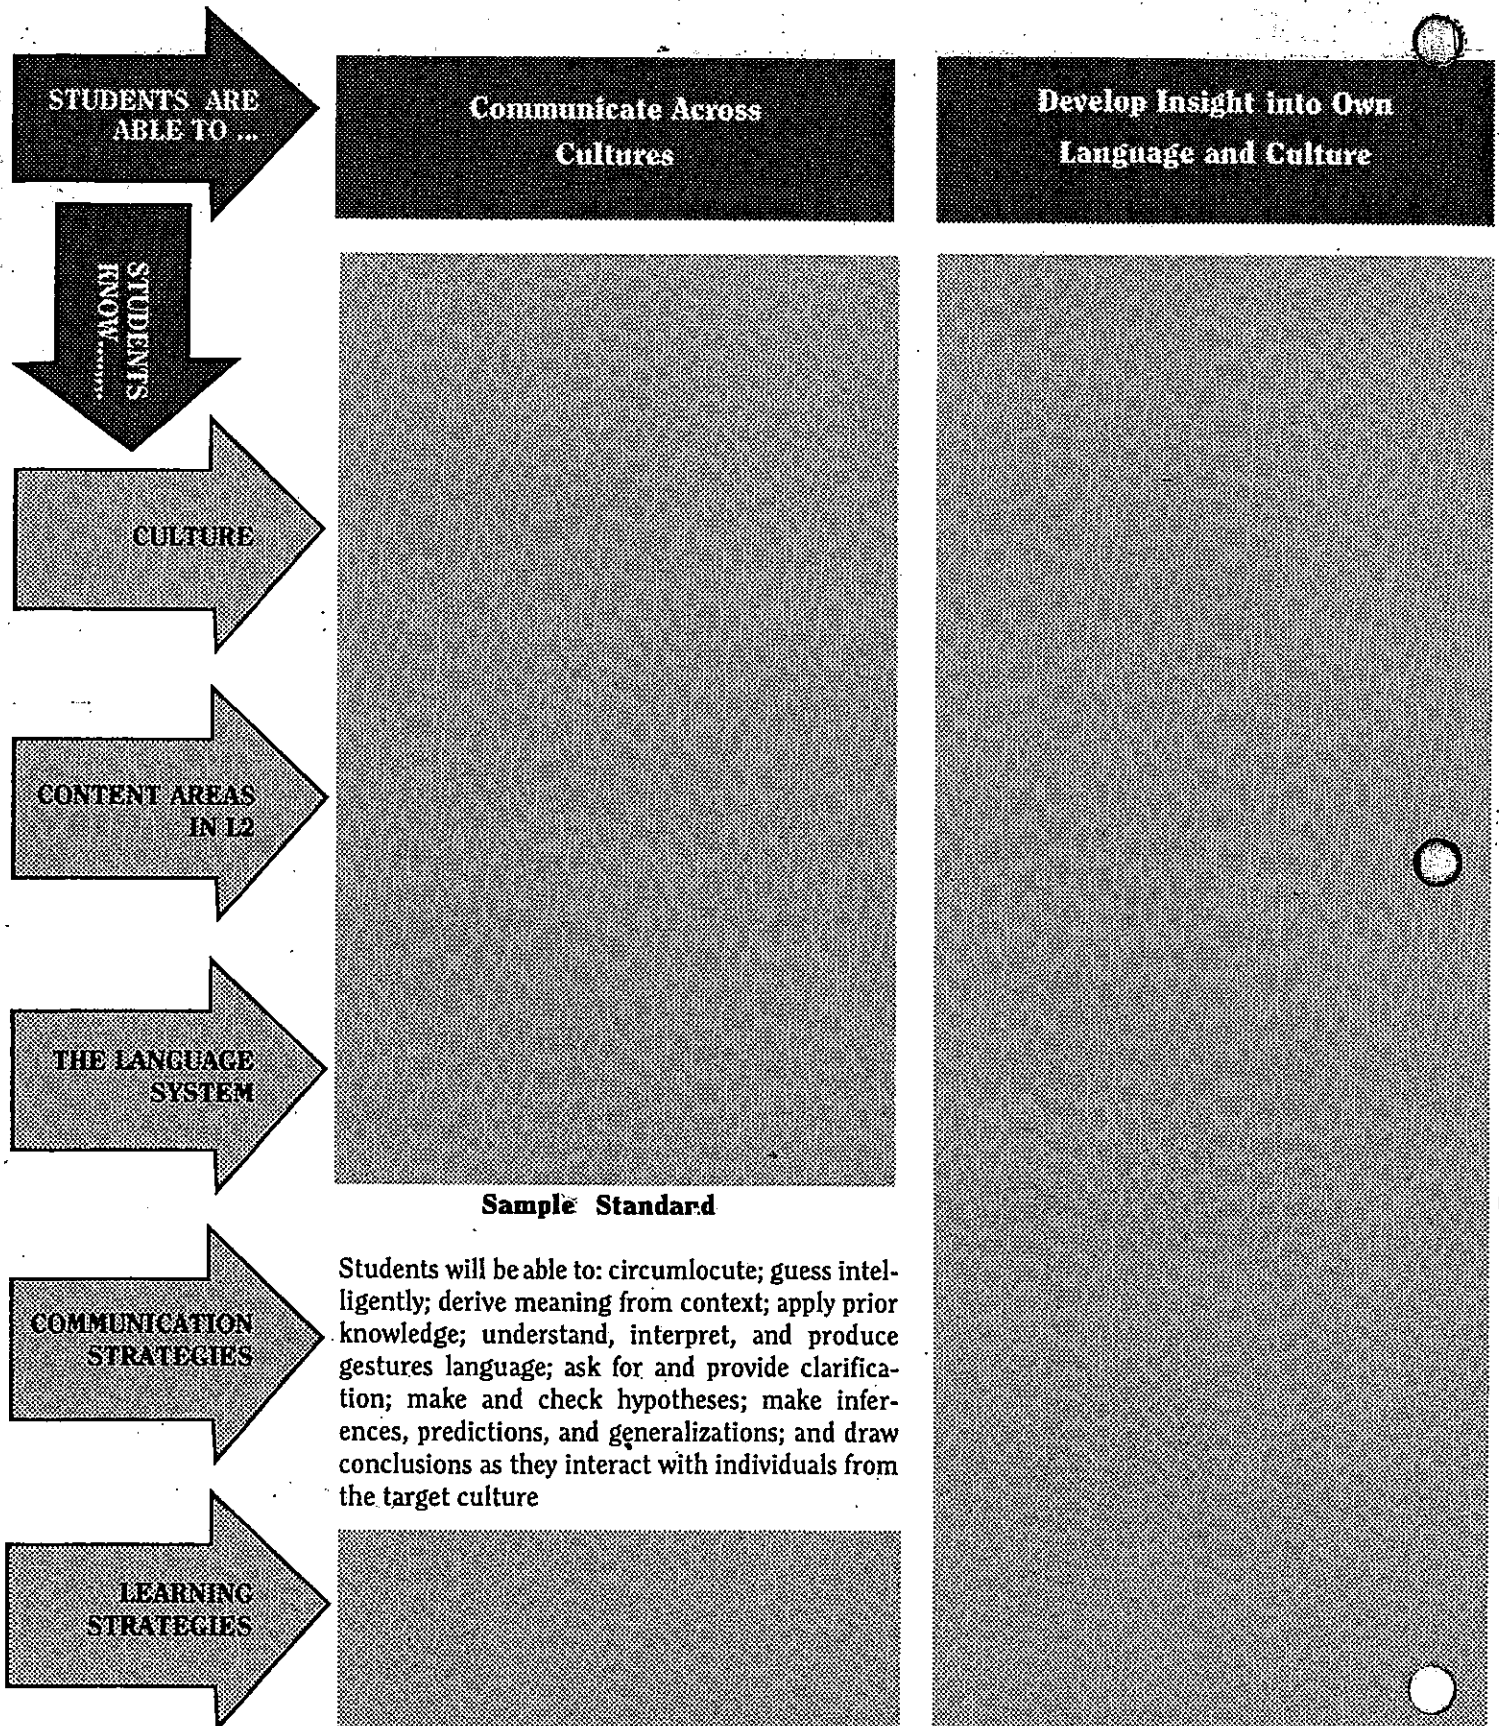 STUDENTS ARE
ABLE TO ...
Communicate Across
Cultures
Develop Insight into Own
Language and Culture
STUDENTS
KNOW......
CULTURE
CONTENT AREAS
IN L2
THE LANGUAGE
SYSTEM
Sample Standard
COMMUNICATION
STRATEGIES
Students will be able to: circumlocute; guess intel-
ligently; derive meaning from context; apply prior
knowledge; understand, interpret, and produce
gestures language; ask for and provide clarifica-
tion; make and check hypotheses; make infer-
ences, predictions, and generalizations; and draw
conclusions as they interact with individuals from
the target culture
LEARNING
STRATEGIES